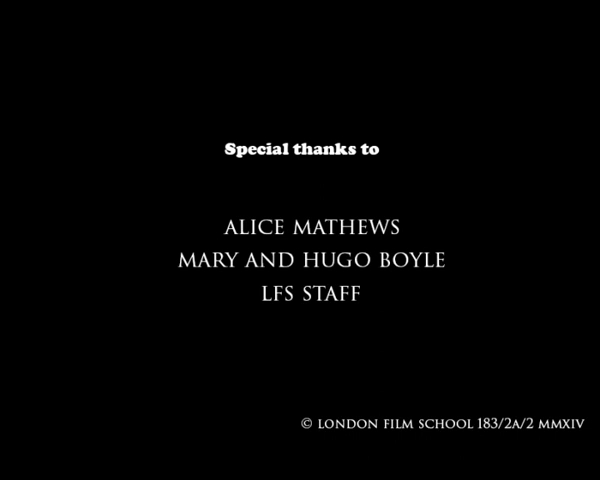 Special thanks to
ALICE MATHEWS
MARY AND HUGO BOYLE
LFS STAFF
© LONDON FILM SCHOOL 183/2A/2 MMXIV